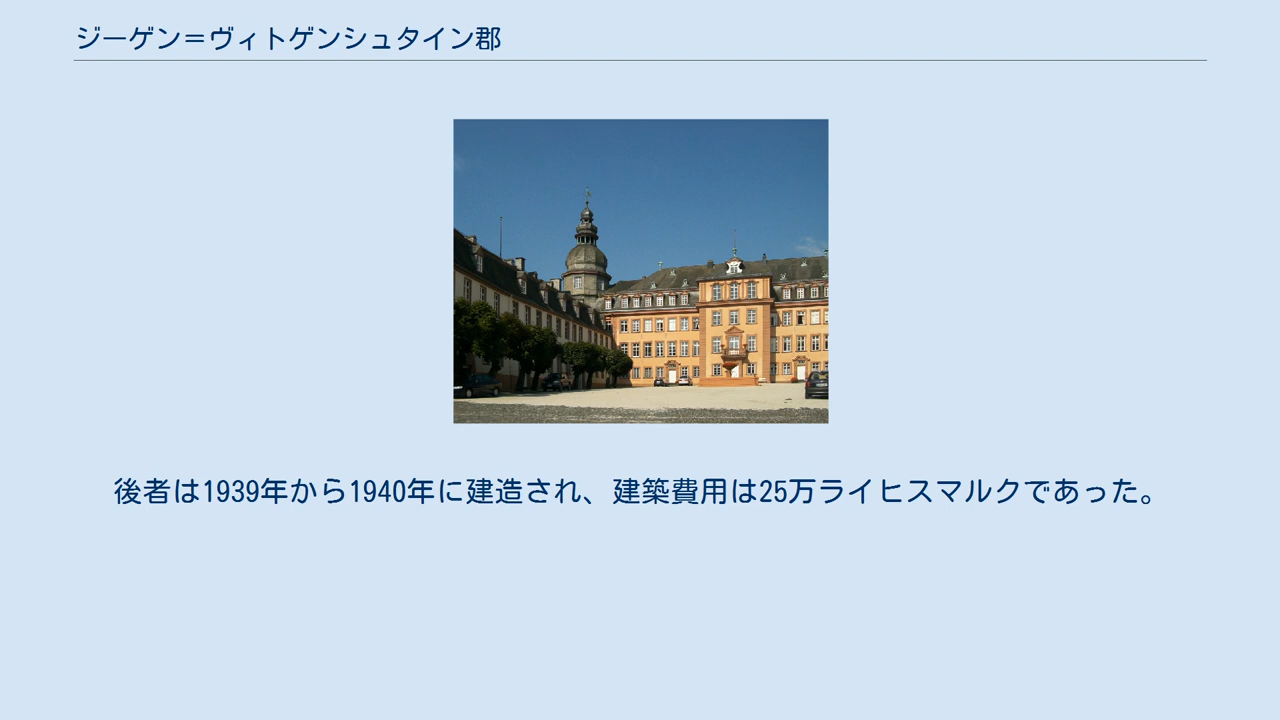 ジーゲン＝ヴィトゲンシュタイン郡
後者は1939年から1940年に建造され、建築費用は25万ライヒスマルクであった。